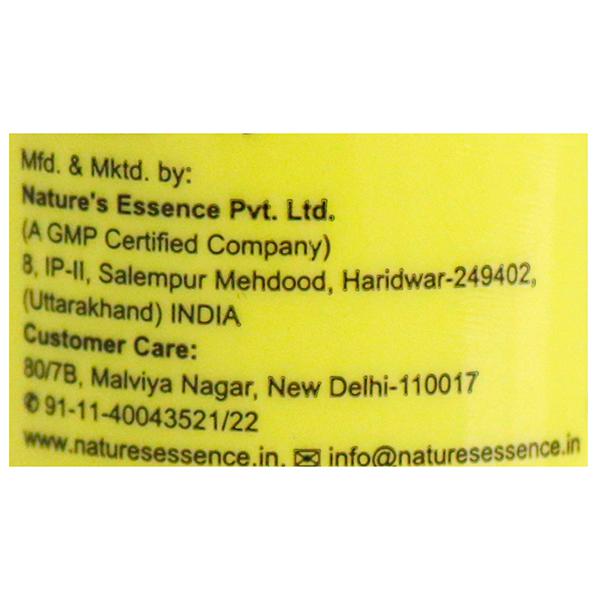 Mfd. & Mktd. by:
Nature's Essence Pvt. Ltd.
(A GMP Certified Company)
8, IP-II, Salempur Mehdood, Haridwar-249402,
(Uttarakhand) INDIA
Customer Care:
80/7B, Malviya Nagar, New Delhi-110017
✆ 91-11-40043521/22
www.naturesessence.in, ✉ info@naturesessence.in